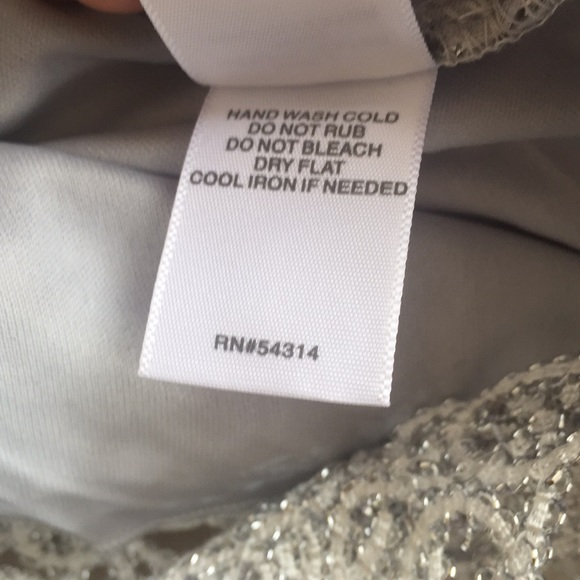 HAND WASH COLD
DO NOT RUB
DO NOT BLEACH
DRY FLAT
COOL IRON IF NEEDED
RN#54314